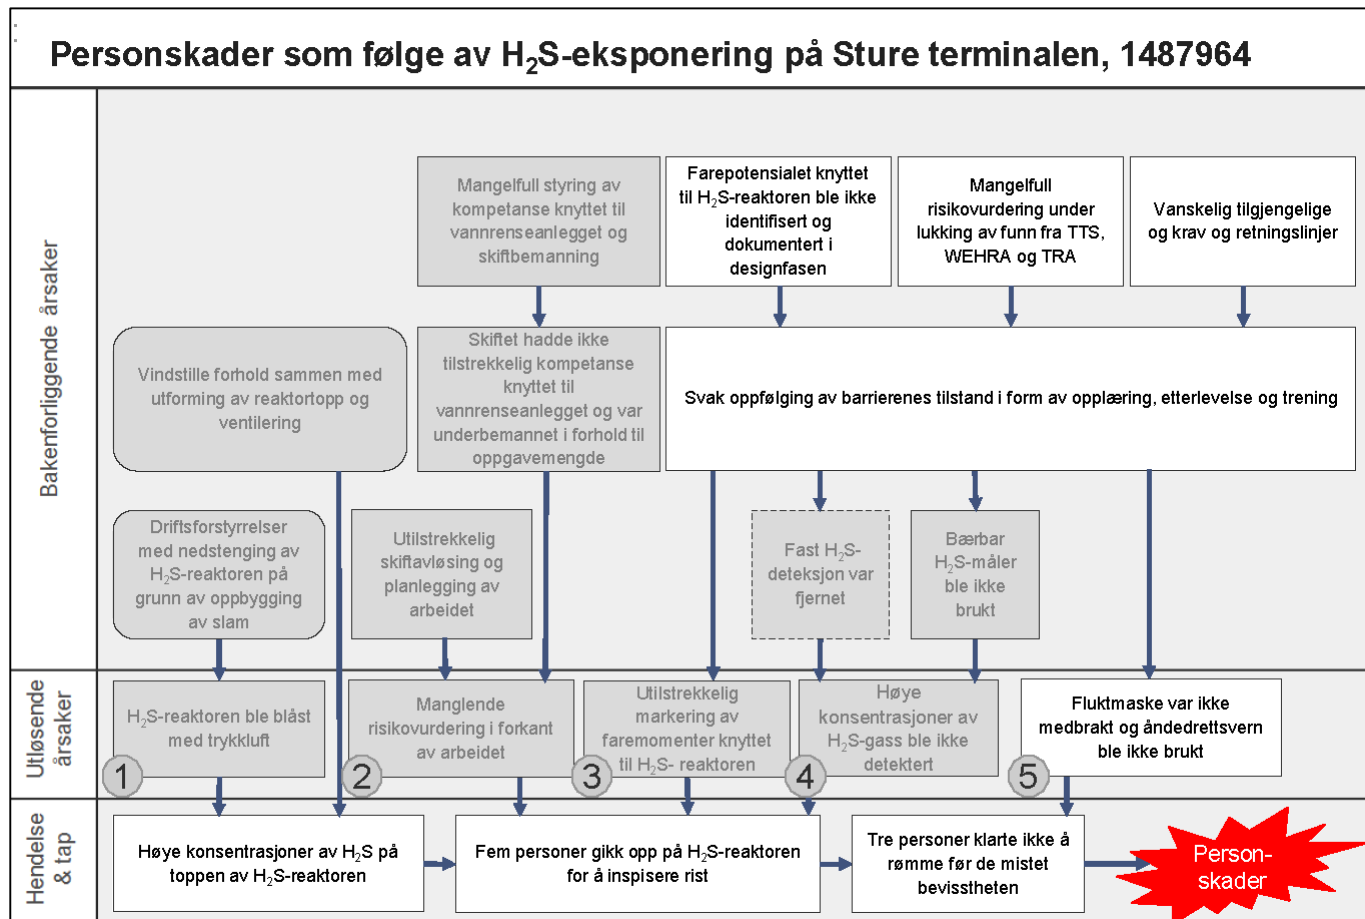 Personskader som følge av H₂S-eksponering på Sture terminalen, 1487964
Bakenforliggende årsaker
Mangelfull styring av
kompetanse knyttet til
vannrenseanlegget og
skiftbemanning
Farepotensialet knyttet
til H₂S-reaktoren ble ikke
identifisert og
dokumentert i
designfasen
Mangelfull
risikovurdering under
lukking av funn fra TTS,
WEHRA og TRA
Vanskelig tilgjengelige
og krav og retningslinjer
Vindstille forhold sammen med
utforming av reaktortopp og
ventilering
Skiftet hadde ikke
tilstrekkelig kompetanse
knyttet til
vannrenseanlegget og var
underbemannet i forhold til
oppgavemengde
Svak oppfølging av barrierenes tilstand i form av opplæring, etterlevelse og trening
Driftsforstyrrelser
med nedstenging av
H₂S-reaktoren på
grunn av oppbygging
av slam
Utilstrekkelig
skiftavløsing og
planlegging av
arbeidet
Fast H₂S-
deteksjon var
fjernet
Bærbar
H₂S-måler
ble ikke
brukt
Utløsende
årsaker
H₂S-reaktoren ble blåst
med trykkluft
1
Manglende
risikovurdering i forkant
av arbeidet
2
Utilstrekkelig
markering av
faremomenter knyttet
til H₂S- reaktoren
3
Høye
konsentrasjoner av
H₂S-gass ble ikke
detektert
4
Fluktmaske var ikke
medbrakt og åndedrettsvern
ble ikke brukt
5
Hendelse
& tap
Høye konsentrasjoner av H₂S på
toppen av H₂S-reaktoren
Fem personer gikk opp på H₂S-reaktoren
for å inspisere rist
Tre personer klarte ikke å
rømme før de mistet
bevisstheten
Person-
skader